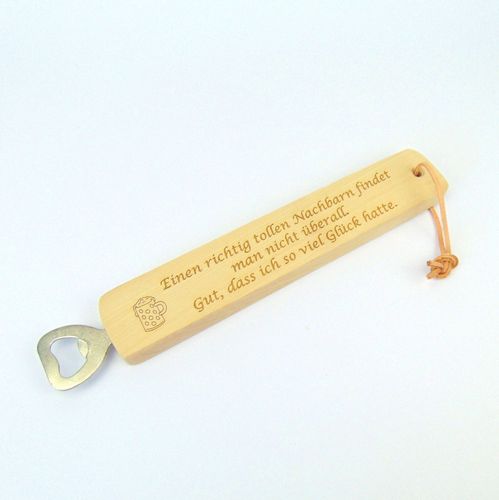 Einen richtig tollen Nachbarn findet
man nicht überall.
Gut, dass ich so viel Glück hatte.